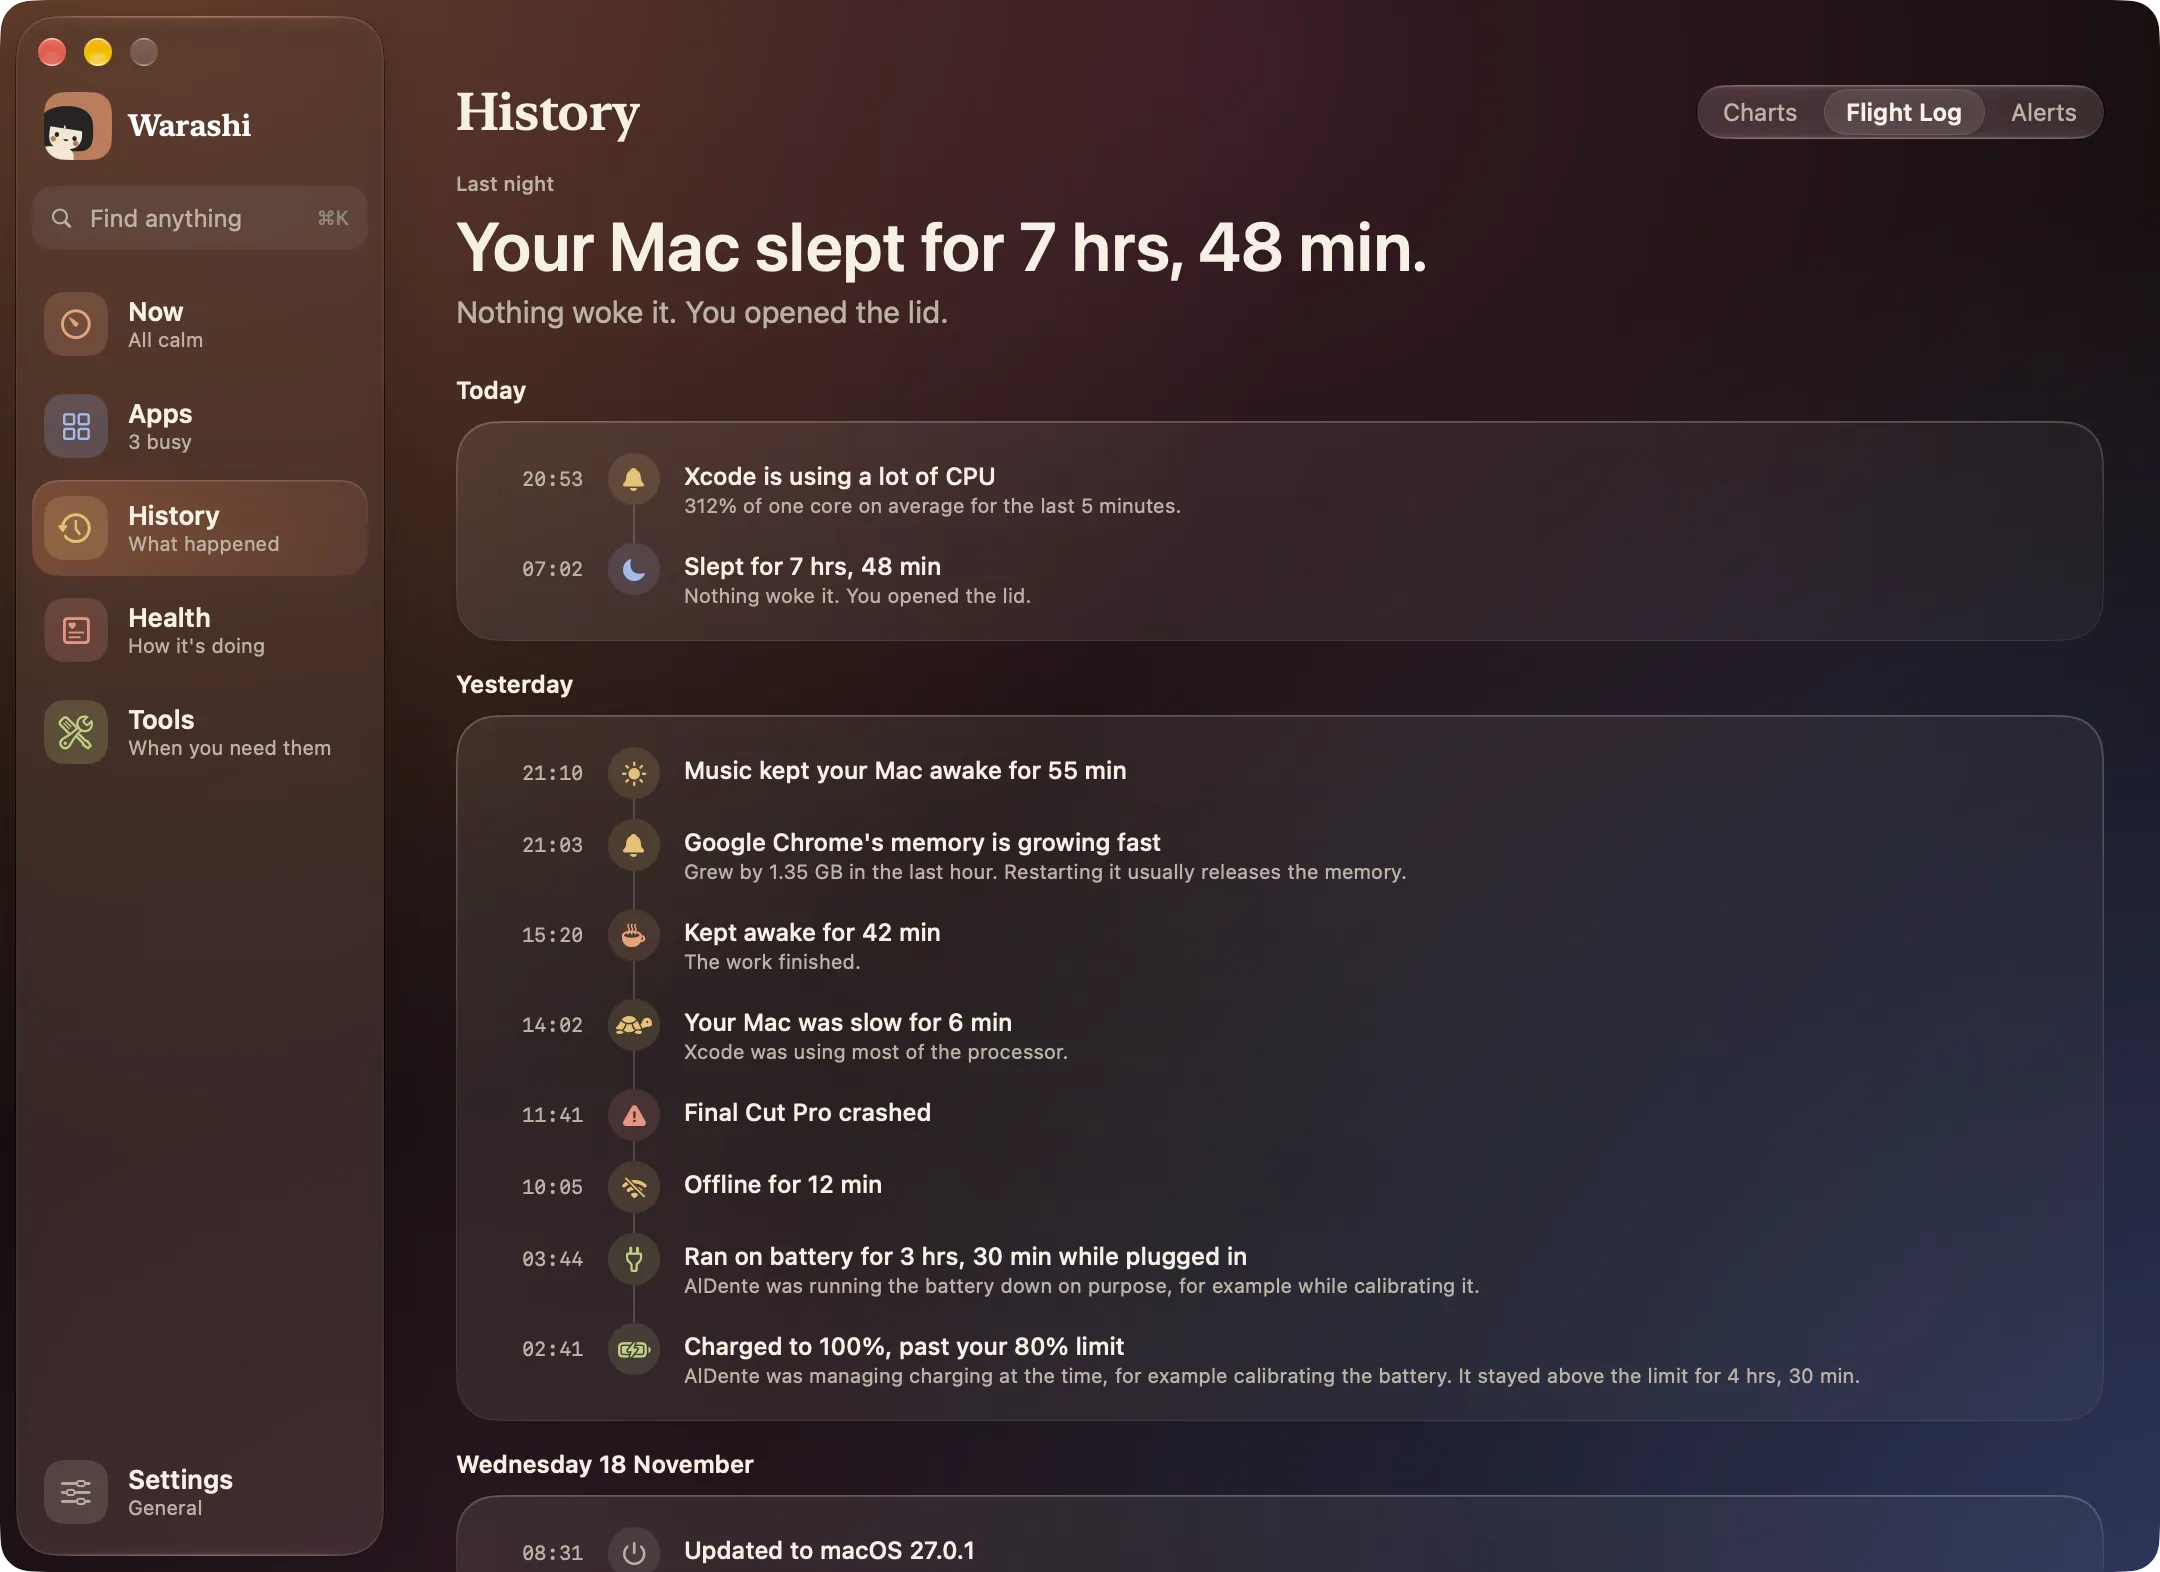 Warashi
Find anything ⌘K
Now
All calm
Apps
3 busy
History
What happened
Health
How it's doing
Tools
When you need them
Settings
General
History
Charts Flight Log Alerts
Last night
Your Mac slept for 7 hrs, 48 min.
Nothing woke it. You opened the lid.
Today
20:53 Xcode is using a lot of CPU
312% of one core on average for the last 5 minutes.
07:02 Slept for 7 hrs, 48 min
Nothing woke it. You opened the lid.
Yesterday
21:10 Music kept your Mac awake for 55 min
21:03 Google Chrome's memory is growing fast
Grew by 1.35 GB in the last hour. Restarting it usually releases the memory.
15:20 Kept awake for 42 min
The work finished.
14:02 Your Mac was slow for 6 min
Xcode was using most of the processor.
11:41 Final Cut Pro crashed
10:05 Offline for 12 min
03:44 Ran on battery for 3 hrs, 30 min while plugged in
AlDente was running the battery down on purpose, for example while calibrating it.
02:41 Charged to 100%, past your 80% limit
AlDente was managing charging at the time, for example calibrating the battery. It stayed above the limit for 4 hrs, 30 min.
Wednesday 18 November
08:31 Updated to macOS 27.0.1